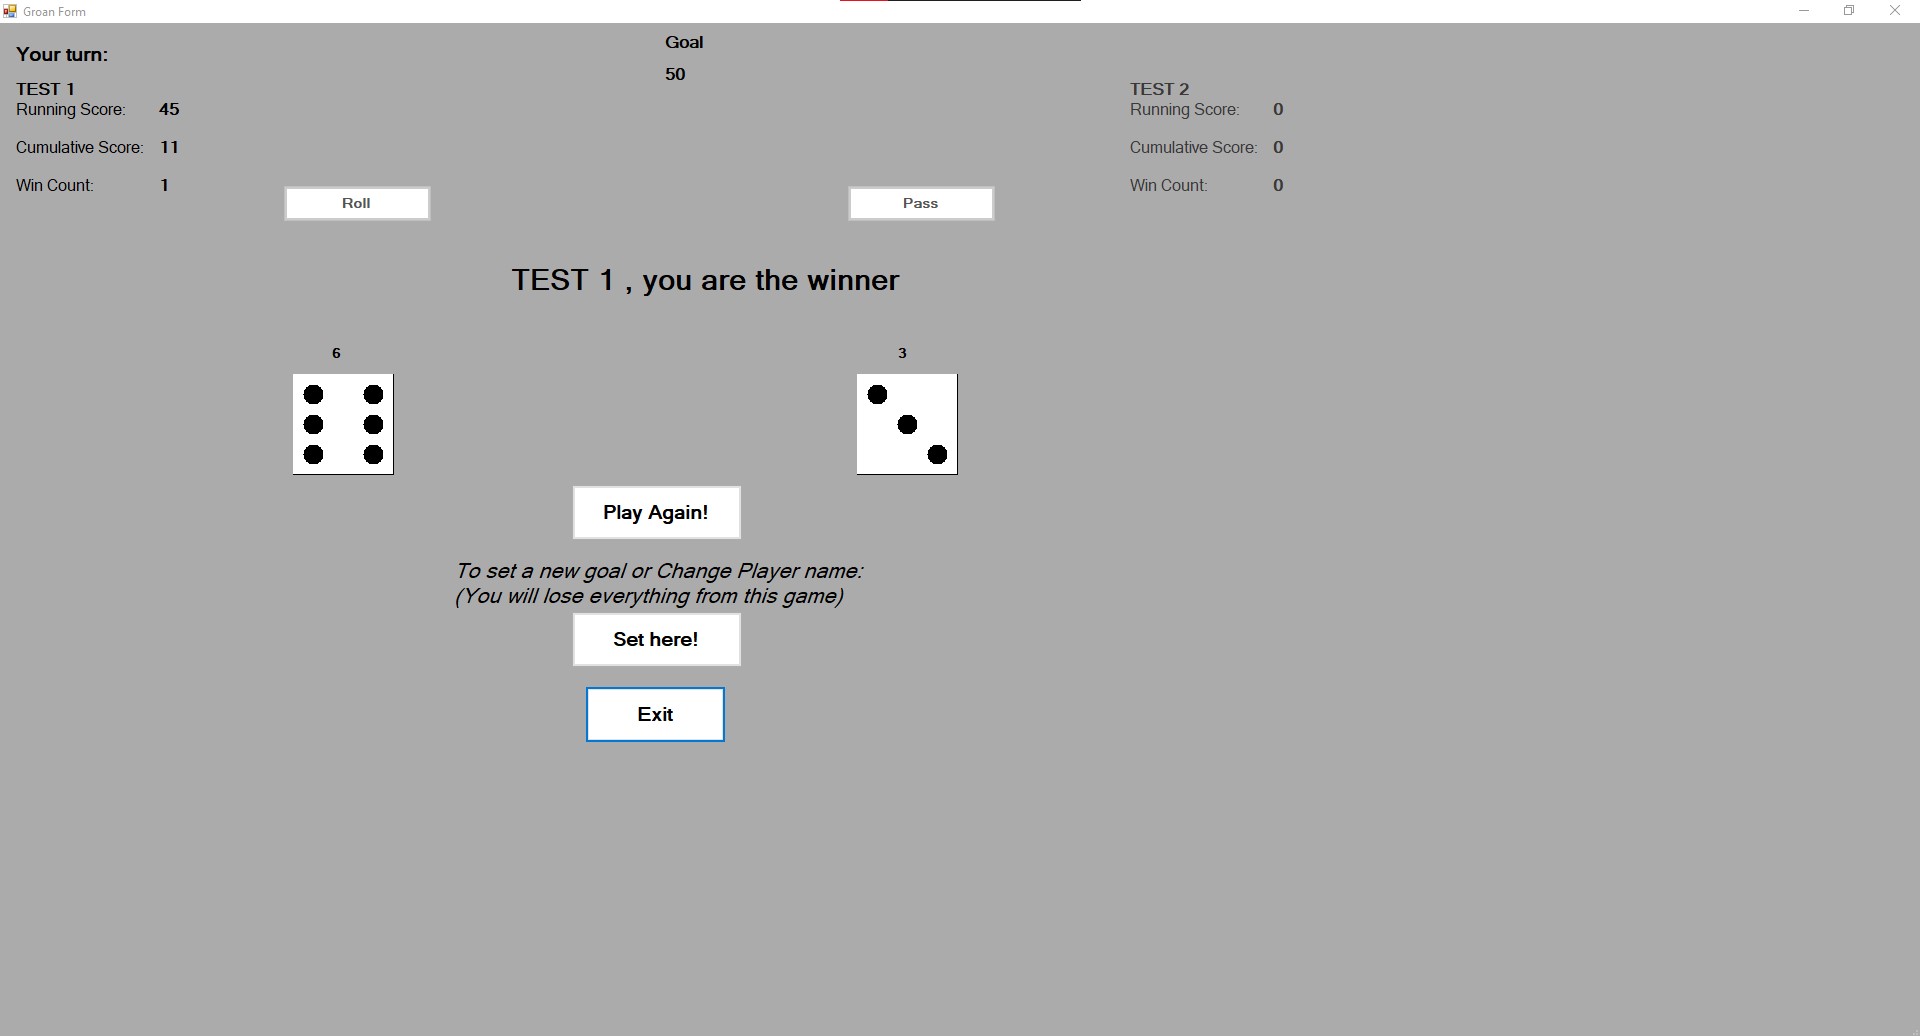 Groan Form
Your turn:
Goal
50
TEST 1
Running Score: 45
Cumulative Score: 11
Win Count: 1
TEST 2
Running Score: 0
Cumulative Score: 0
Win Count: 0
Roll
Pass
TEST 1 , you are the winner
6
3
Play Again!
To set a new goal or Change Player name:
(You will lose everything from this game)
Set here!
Exit